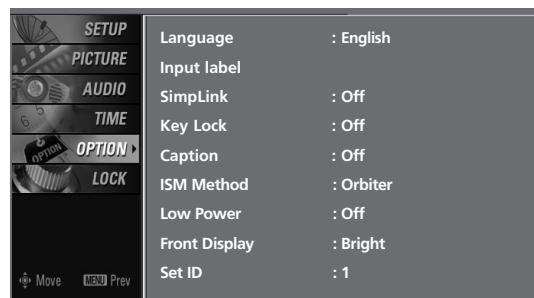 SETUP
PICTURE
AUDIO
TIME
OPTION
LOCK
Move MENU Prev
Language : English
Input label
SimpLink : Off
Key Lock : Off
Caption : Off
ISM Method : Orbiter
Low Power : Off
Front Display : Bright
Set ID : 1